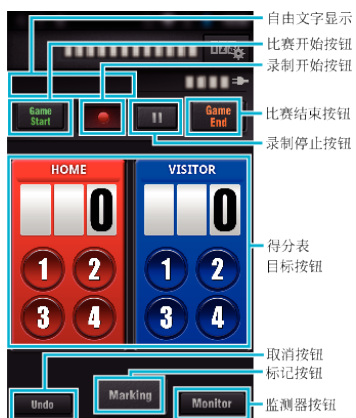 自由文字显示
比赛开始按钮
录制开始按钮
Game
Start
Game
End
比赛结束按钮
录制停止按钮
HOME
VISITOR
0
0
1
2
1
2
3
4
3
4
得分表
目标按钮
取消按钮
标记按钮
Undo
Marking
Monitor
监测器按钮